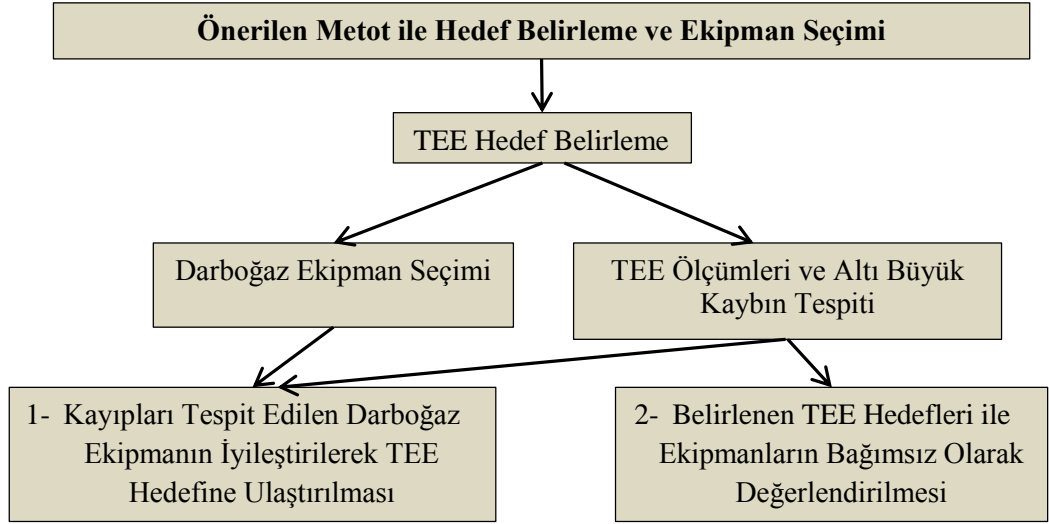 Önerilen Metot ile Hedef Belirleme ve Ekipman Seçimi
TEE Hedef Belirleme
Darboğaz Ekipman Seçimi
TEE Ölçümleri ve Altı Büyük
Kaybın Tespiti
1- Kayıpları Tespit Edilen Darboğaz
Ekipmanın İyileştirilerek TEE
Hedefine Ulaştırılması
2- Belirlenen TEE Hedefleri ile
Ekipmanların Bağımsız Olarak
Değerlendirilmesi